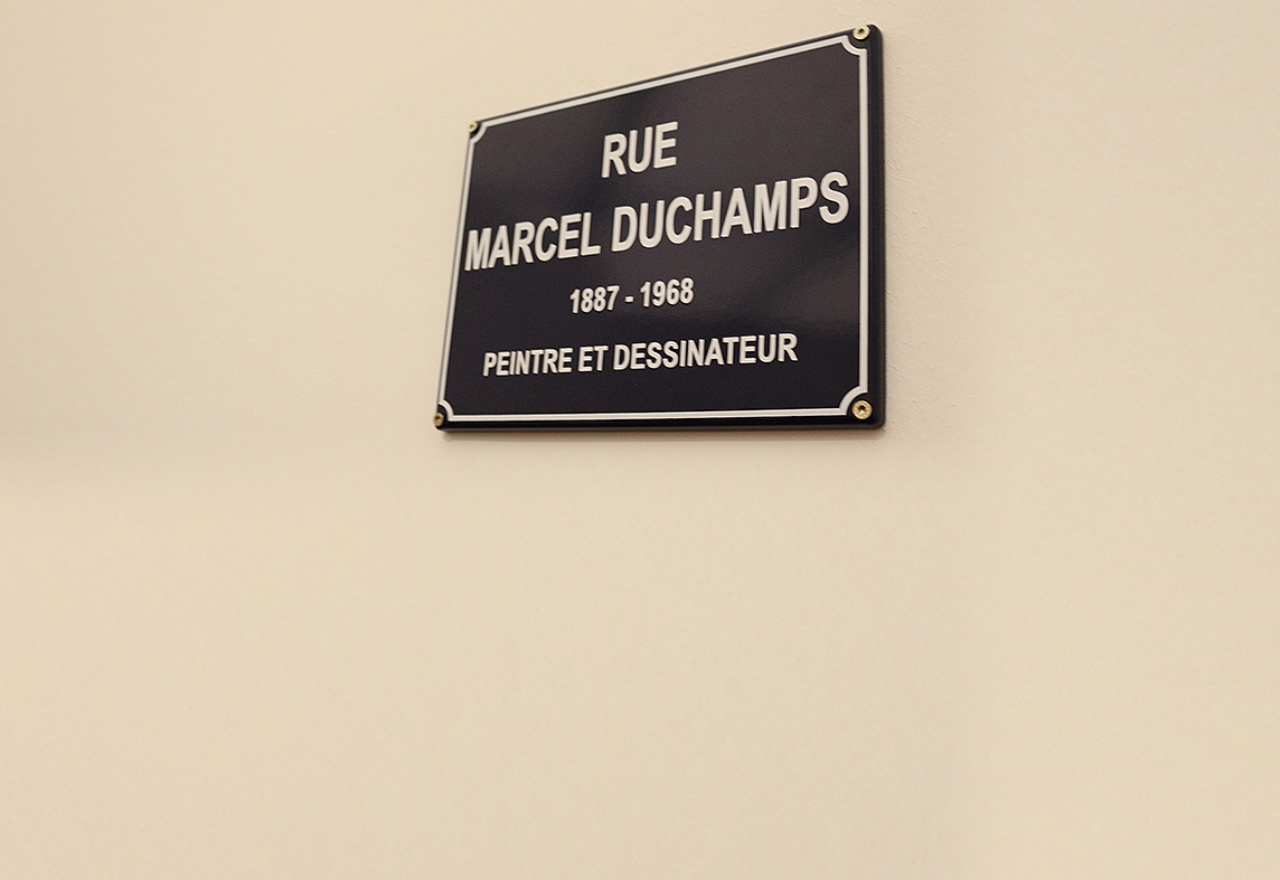 RUE
MARCEL DUCHAMPS
1887 - 1968
PEINTRE ET DESSINATEUR